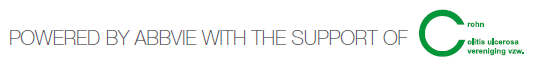 POWERED BY ABBVIE WITH THE SUPPORT OF
Crohn
Colitis ulcerosa
vereniging vzw.